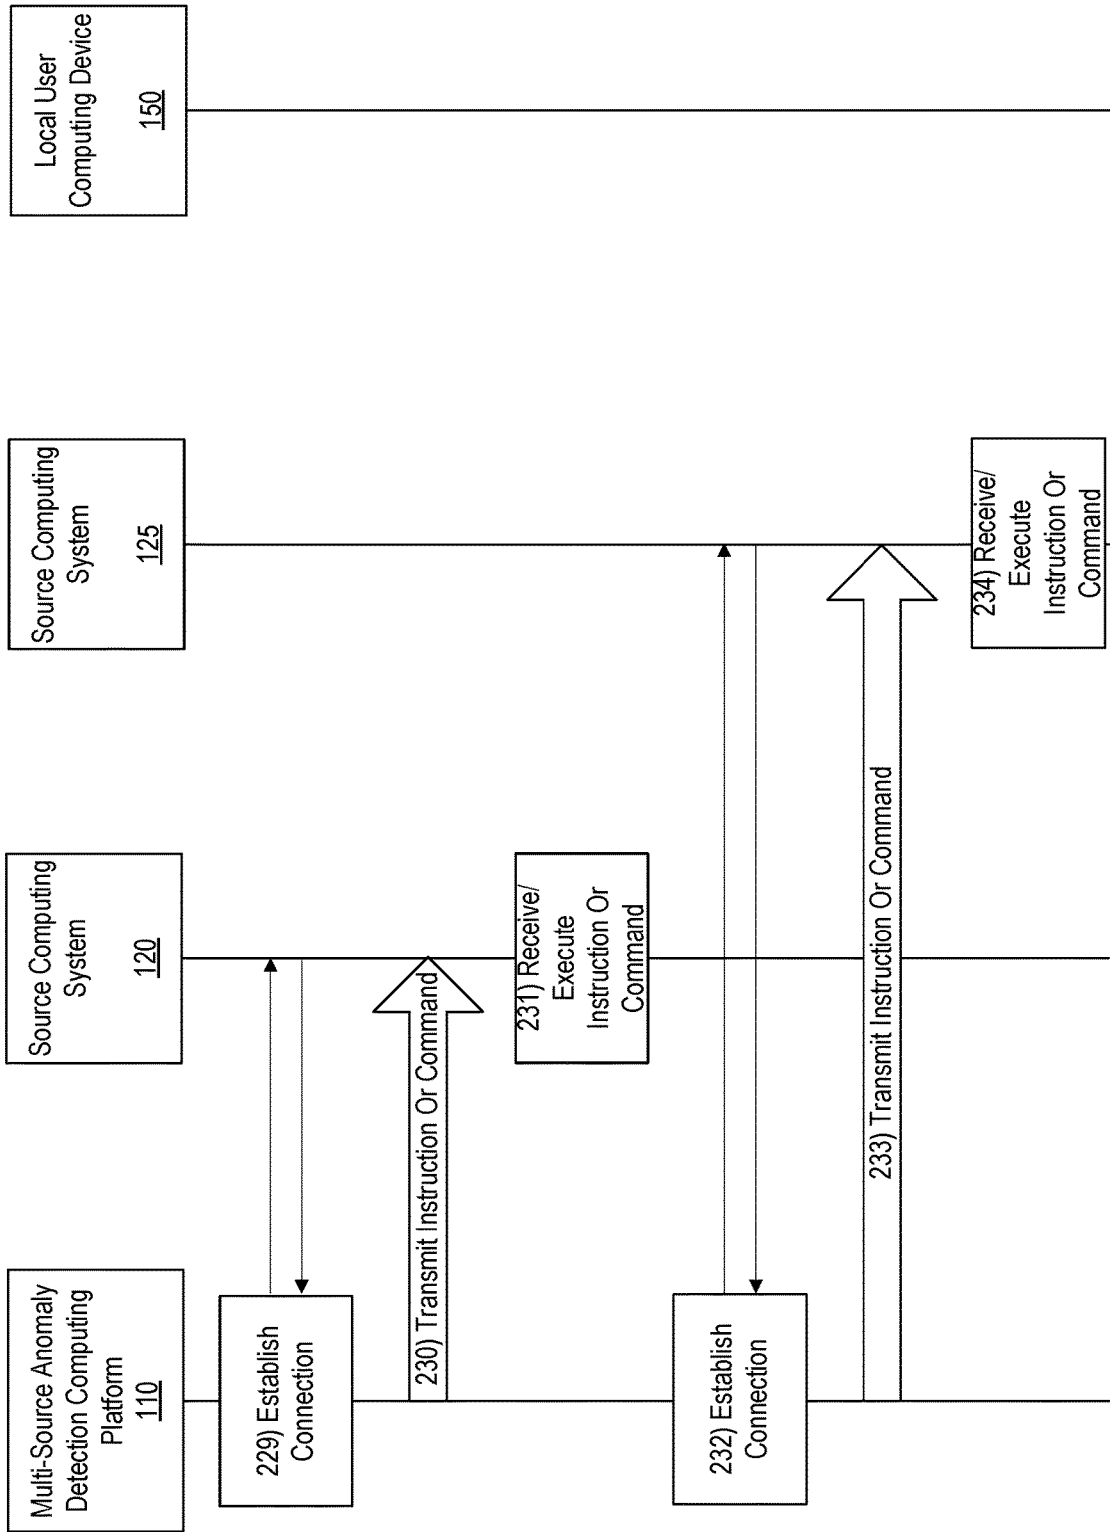 Multi-Source Anomaly
Detection Computing
Platform
110
Source Computing
System
120
Source Computing
System
125
Local User
Computing Device
150
229) Establish
Connection
230) Transmit Instruction Or Command
231) Receive/
Execute
Instruction Or
Command
232) Establish
Connection
233) Transmit Instruction Or Command
234) Receive/
Execute
Instruction Or
Command